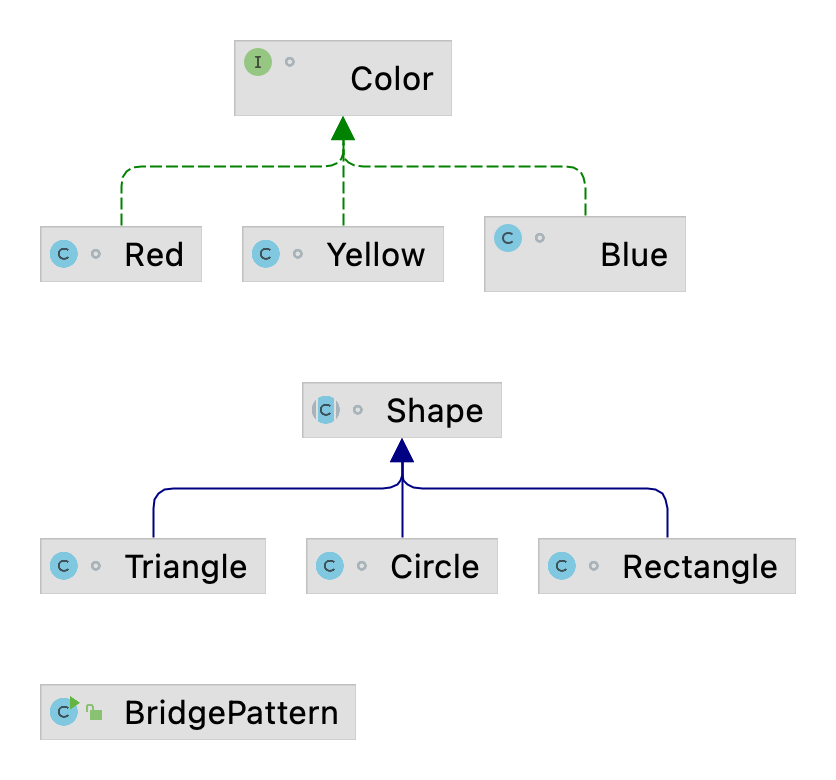 I Color
C Red
C Yellow
C Blue
C Shape
C Triangle
C Circle
C Rectangle
C BridgePattern